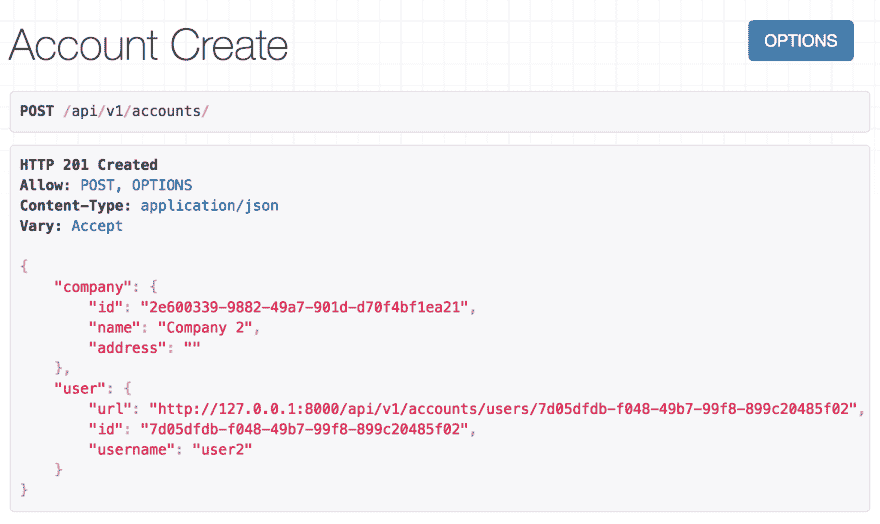 Account Create
OPTIONS
POST /api/v1/accounts/
HTTP 201 Created
Allow: POST, OPTIONS
Content-Type: application/json
Vary: Accept
{
    "company": {
        "id": "2e600339-9882-49a7-901d-d70f4bf1ea21",
        "name": "Company 2",
        "address": ""
    },
    "user": {
        "url": "http://127.0.0.1:8000/api/v1/accounts/users/7d05dfdb-f048-49b7-99f8-899c20485f02",
        "id": "7d05dfdb-f048-49b7-99f8-899c20485f02",
        "username": "user2"
    }
}